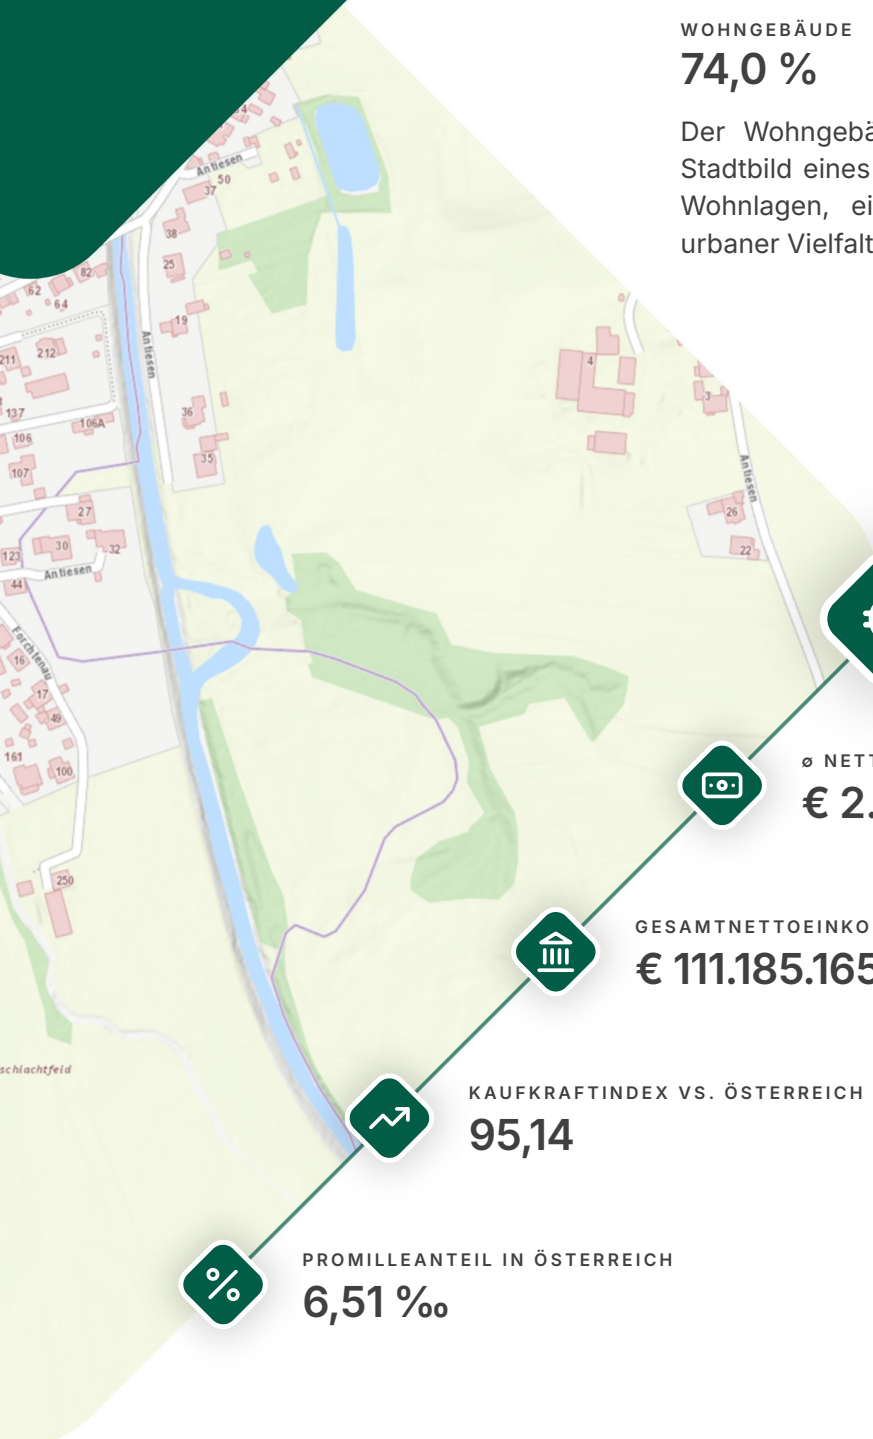 WOHNGEBÄUDE
74,0 %
Der Wohngebä
Stadtbild eines
Wohnlagen, ei
urbaner Vielfalt
Antiesen
50
37
38
25
82
62
64
19
Antiesen
211
212
4
137
36
3
106A
106
35
107
Antiesen
27
26
123
30
32
22
44
Antiesen
Forchtenau
16
17
49
161
100
ø NETT
€ 2.
250
GESAMTNETTOEINKO
€ 111.185.165
schlachtfeld
KAUFKRAFTINDEX VS. ÖSTERREICH
95,14
PROMILLEANTEIL IN ÖSTERREICH
6,51 ‰